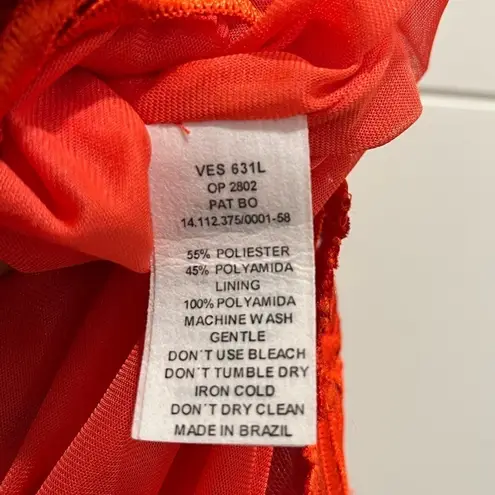 VES 631L
OP 2802
PAT BO
14.112.375/0001-58
55% POLIESTER
45% POLYAMIDA
LINING
100% POLYAMIDA
MACHINE WASH
GENTLE
DON´T USE BLEACH
DON´T TUMBLE DRY
IRON COLD
DON´T DRY CLEAN
MADE IN BRAZIL